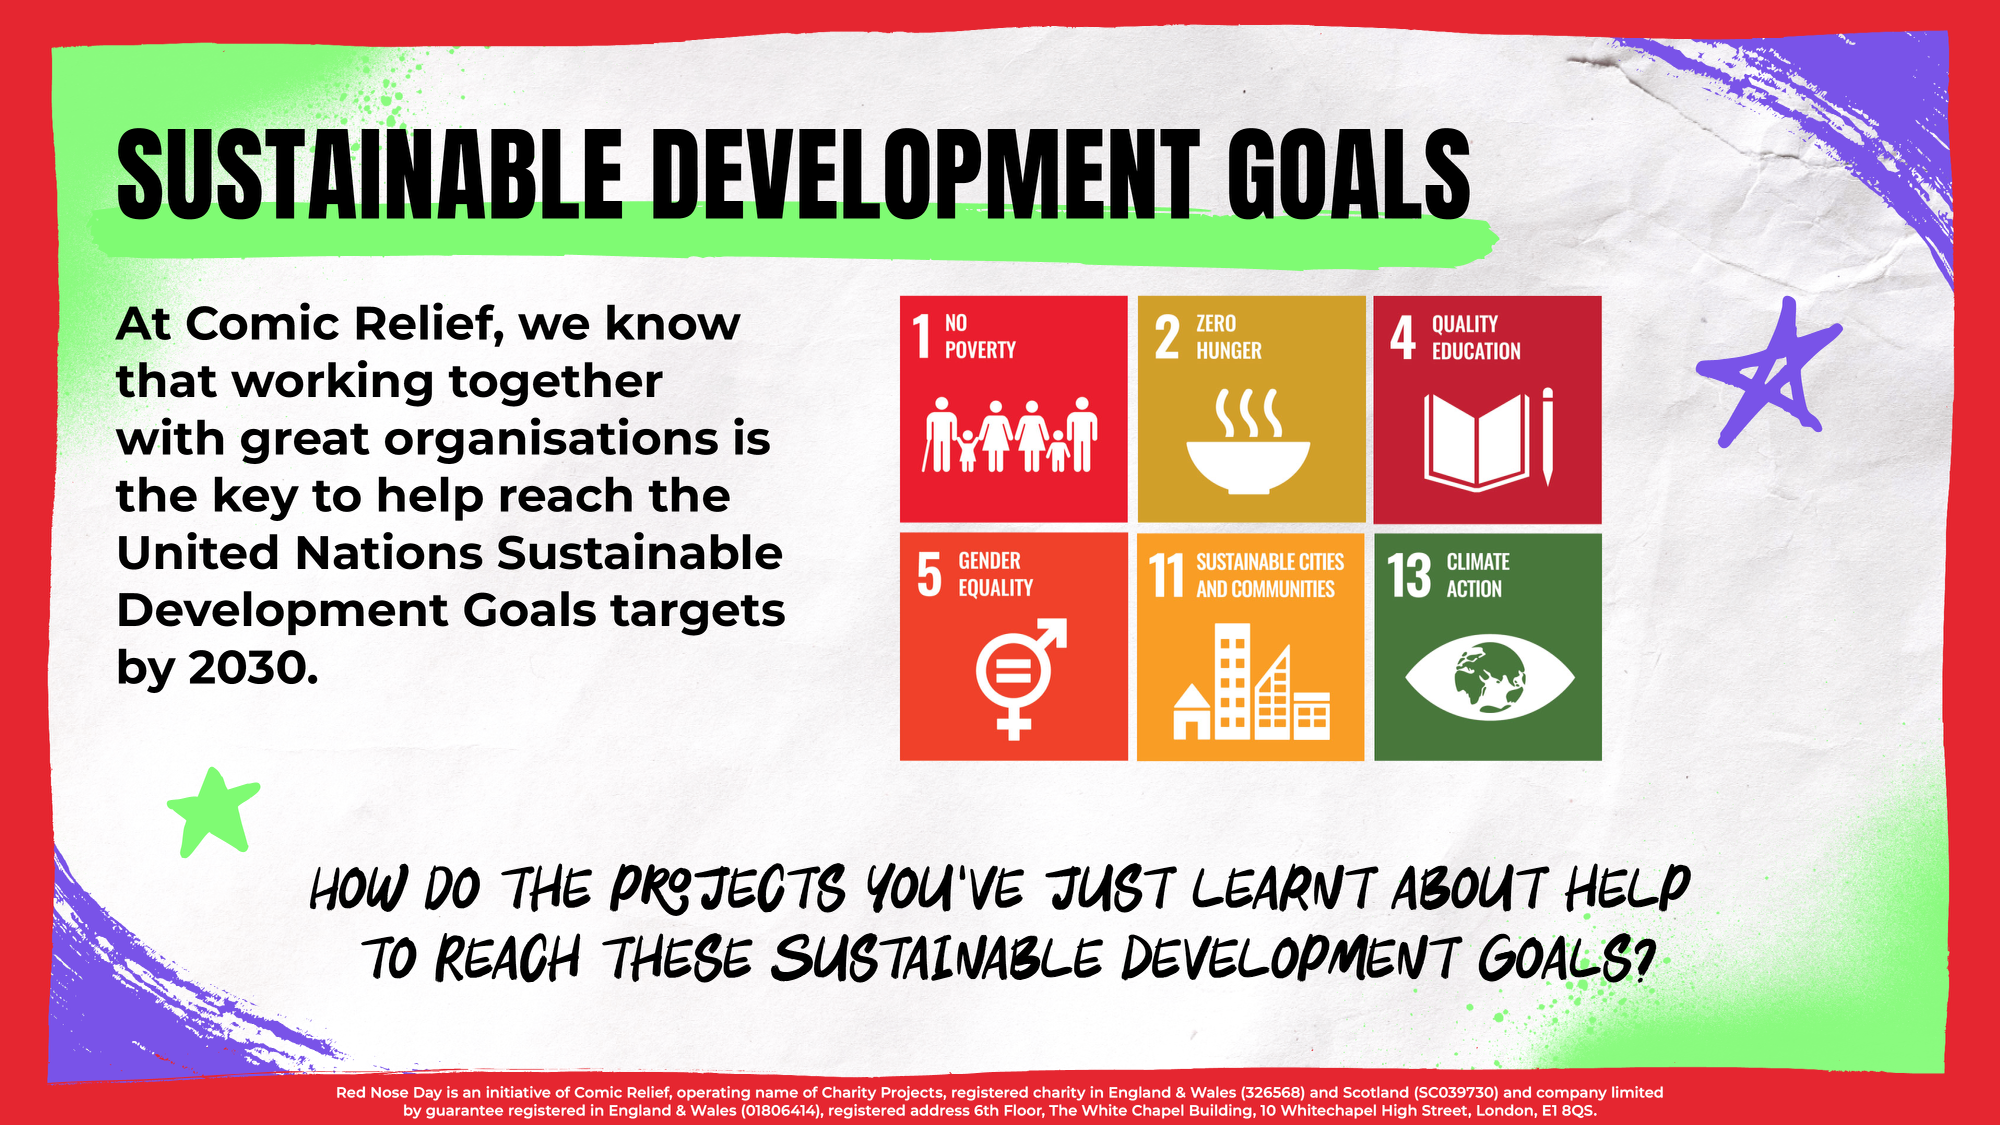 SUSTAINABLE DEVELOPMENT GOALS
At Comic Relief, we know
that working together
with great organisations is
the key to help reach the
United Nations Sustainable
Development Goals targets
by 2030.
1 NO
POVERTY
2 ZERO
HUNGER
4 QUALITY
EDUCATION
5 GENDER
EQUALITY
11 SUSTAINABLE CITIES
AND COMMUNITIES
13 CLIMATE
ACTION
HOW DO THE PROJECTS YOU'VE JUST LEARNT ABOUT HELP
TO REACH THESE SUSTAINABLE DEVELOPMENT GOALS?
Red Nose Day is an initiative of Comic Relief, operating name of Charity Projects, registered charity in England & Wales (326568) and Scotland (SC039730) and company limited
by guarantee registered in England & Wales (01806414), registered address 6th Floor, The White Chapel Building, 10 Whitechapel High Street, London, E1 8QS.